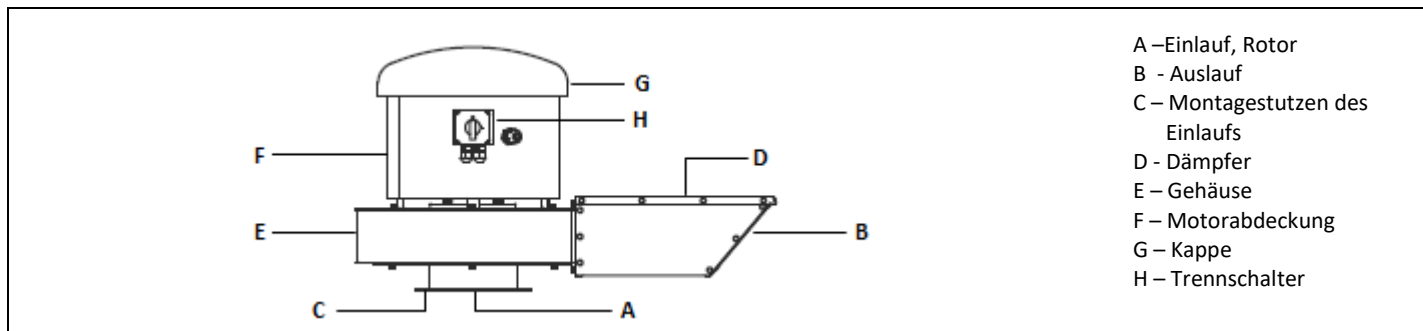 G
H
F
D
E
B
C
A
A –Einlauf, Rotor
B - Auslauf
C – Montagestutzen des
Einlaufs
D - Dämpfer
E – Gehäuse
F – Motorabdeckung
G – Kappe
H – Trennschalter